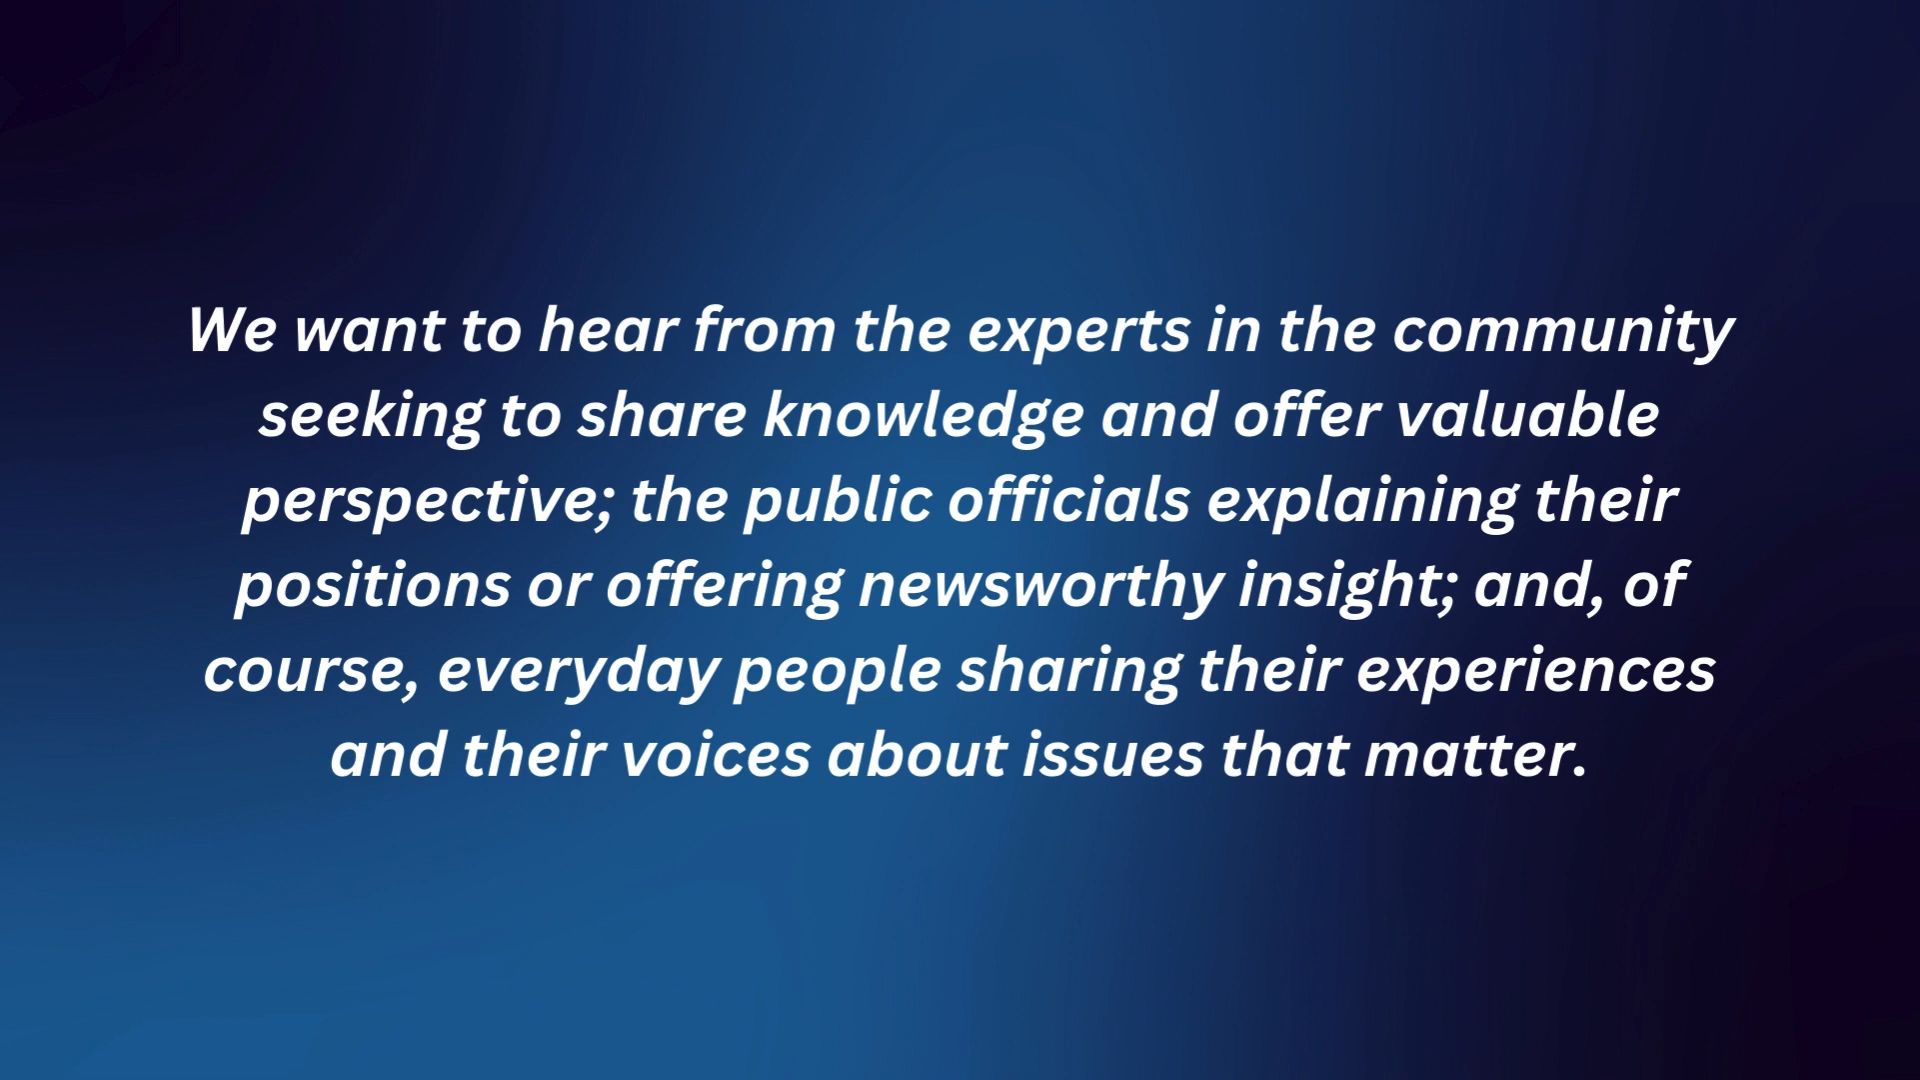 We want to hear from the experts in the community
seeking to share knowledge and offer valuable
perspective; the public officials explaining their
positions or offering newsworthy insight; and, of
course, everyday people sharing their experiences
and their voices about issues that matter.